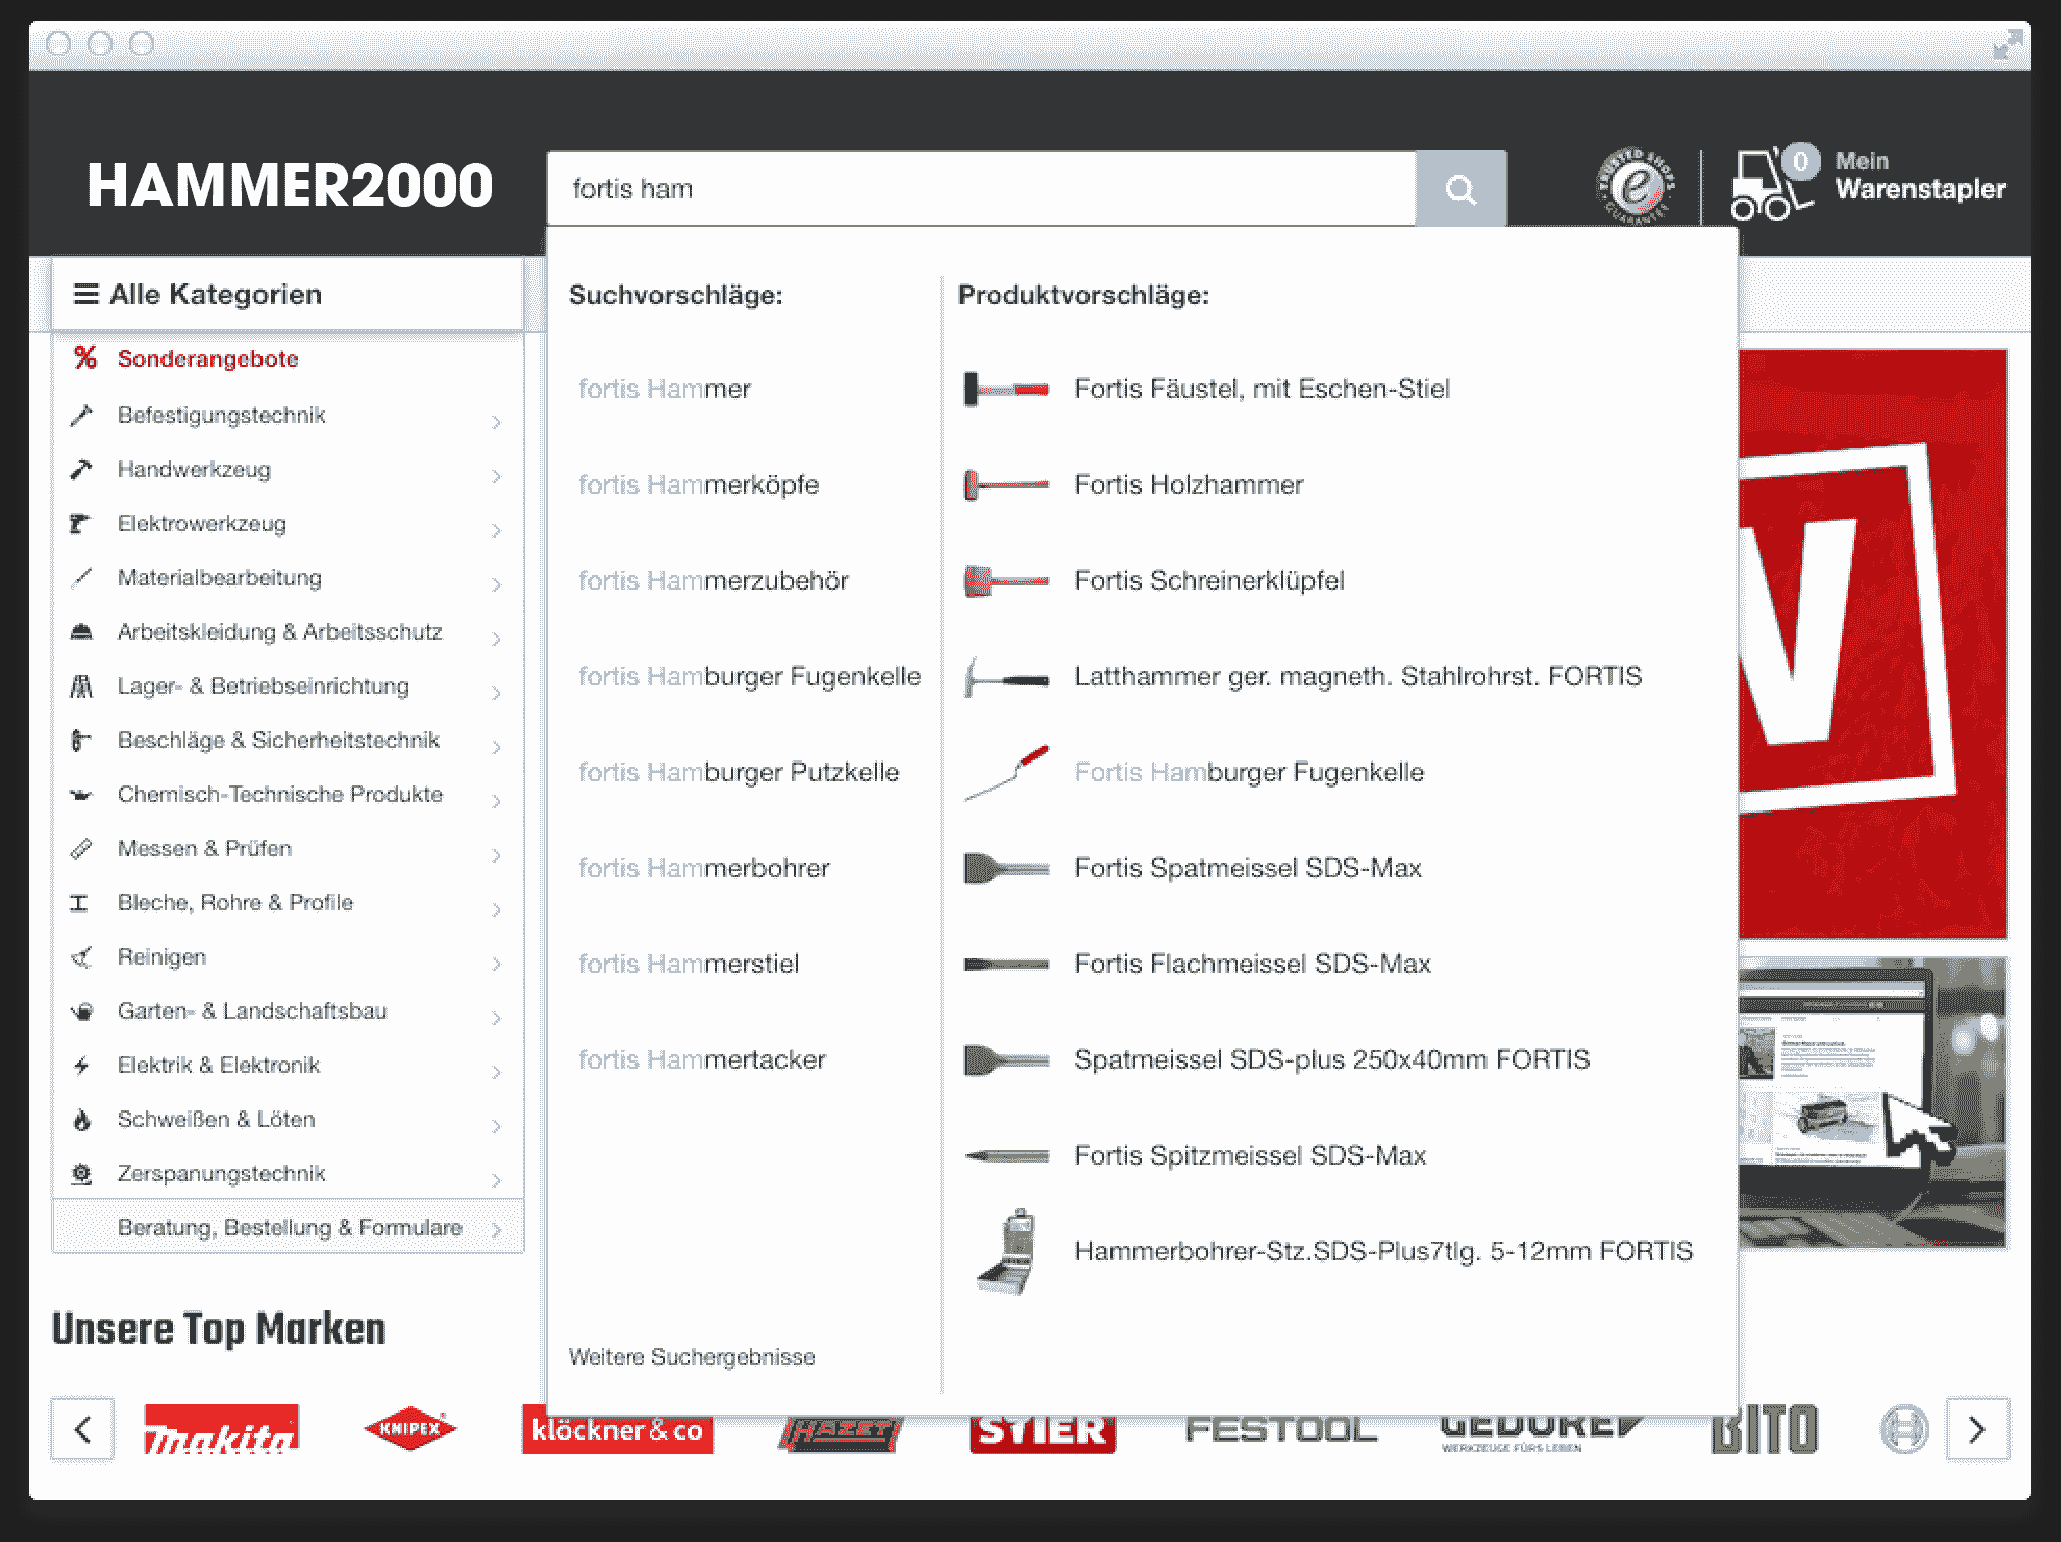 HAMMER2000
fortis ham
TRUSTED SHOPS
GUARANTEE
0
Mein
Warenstapler
Alle Kategorien
% Sonderangebote
Befestigungstechnik
Handwerkzeug
Elektrowerkzeug
Materialbearbeitung
Arbeitskleidung & Arbeitsschutz
Lager- & Betriebseinrichtung
Beschläge & Sicherheitstechnik
Chemisch-Technische Produkte
Messen & Prüfen
Bleche, Rohre & Profile
Reinigen
Garten- & Landschaftsbau
Elektrik & Elektronik
Schweißen & Löten
Zerspanungstechnik
Beratung, Bestellung & Formulare
Suchvorschläge:
fortis Hammer
fortis Hammerköpfe
fortis Hammerzubehör
fortis Hamburger Fugenkelle
fortis Hamburger Putzkelle
fortis Hammerbohrer
fortis Hammerstiel
fortis Hammertacker
Weitere Suchergebnisse
Produktvorschläge:
Fortis Fäustel, mit Eschen-Stiel
Fortis Holzhammer
Fortis Schreinerklüpfel
Latthammer ger. magneth. Stahlrohrst. FORTIS
Fortis Hamburger Fugenkelle
Fortis Spatmeissel SDS-Max
Fortis Flachmeissel SDS-Max
Spatmeissel SDS-plus 250x40mm FORTIS
Fortis Spitzmeissel SDS-Max
Hammerbohrer-Stz.SDS-Plus7tlg. 5-12mm FORTIS
Unsere Top Marken
makita
KNIPEX
klöckner & co
HAZET
STIER
FESTOOL
GEDORE
WERKZEUGE FÜRS LEBEN
BITO